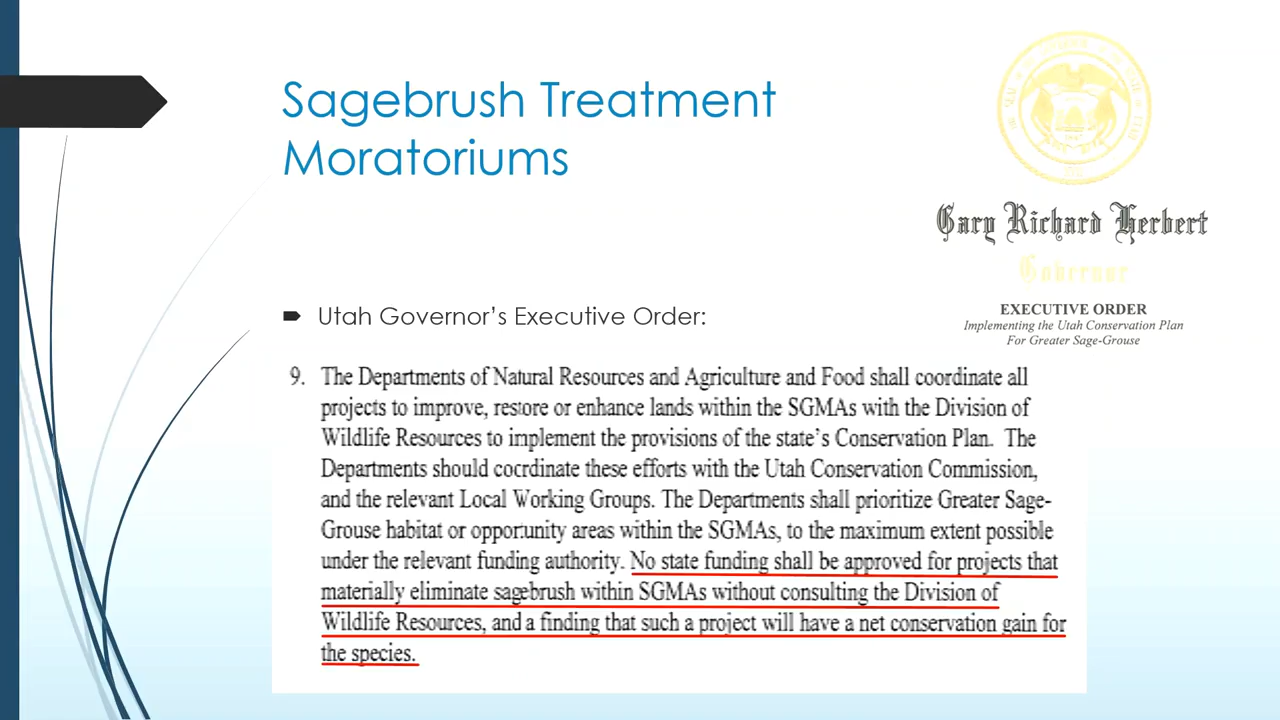 Sagebrush Treatment
Moratoriums
Gary Richard Herbert
Governor
EXECUTIVE ORDER
Implementing the Utah Conservation Plan
For Greater Sage-Grouse
Utah Governor's Executive Order:
9. The Departments of Natural Resources and Agriculture and Food shall coordinate all
projects to improve, restore or enhance lands within the SGMAs with the Division of
Wildlife Resources to implement the provisions of the state's Conservation Plan. The
Departments should coordinate these efforts with the Utah Conservation Commission,
and the relevant Local Working Groups. The Departments shall prioritize Greater Sage-
Grouse habitat or opportunity areas within the SGMAs, to the maximum extent possible
under the relevant funding authority. No state funding shall be approved for projects that
materially eliminate sagebrush within SGMAs without consulting the Division of
Wildlife Resources, and a finding that such a project will have a net conservation gain for
the species.